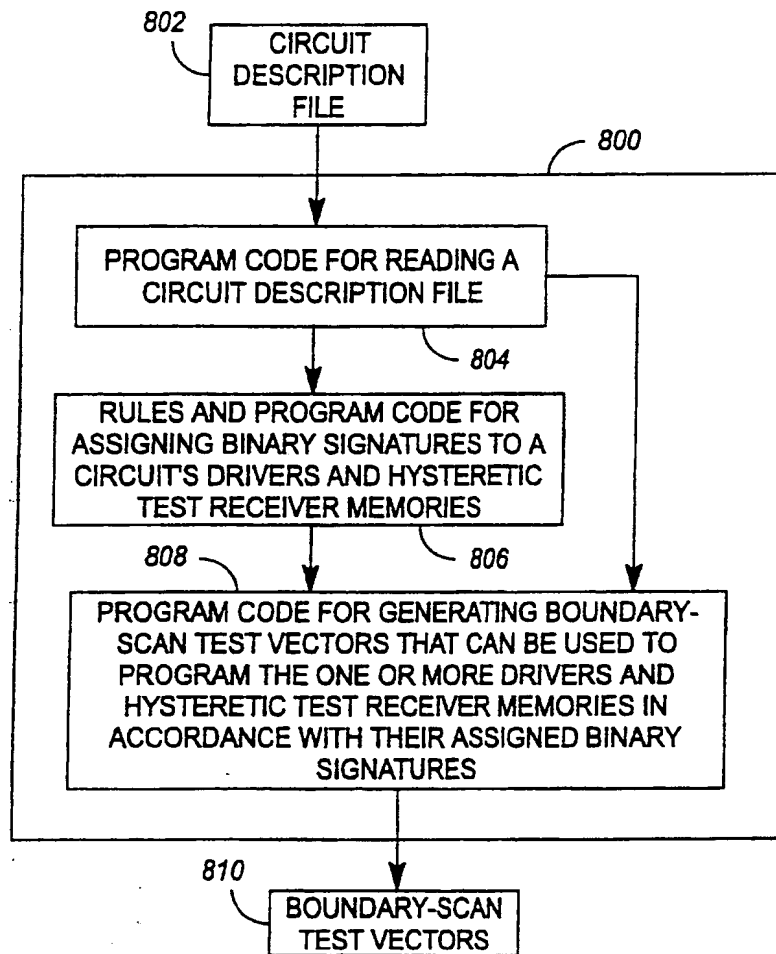 802
CIRCUIT
DESCRIPTION
FILE
800
PROGRAM CODE FOR READING A
CIRCUIT DESCRIPTION FILE
804
RULES AND PROGRAM CODE FOR
ASSIGNING BINARY SIGNATURES TO A
CIRCUIT'S DRIVERS AND HYSTERETIC
TEST RECEIVER MEMORIES
806
808
PROGRAM CODE FOR GENERATING BOUNDARY-
SCAN TEST VECTORS THAT CAN BE USED TO
PROGRAM THE ONE OR MORE DRIVERS AND
HYSTERETIC TEST RECEIVER MEMORIES IN
ACCORDANCE WITH THEIR ASSIGNED BINARY
SIGNATURES
810
BOUNDARY-SCAN
TEST VECTORS